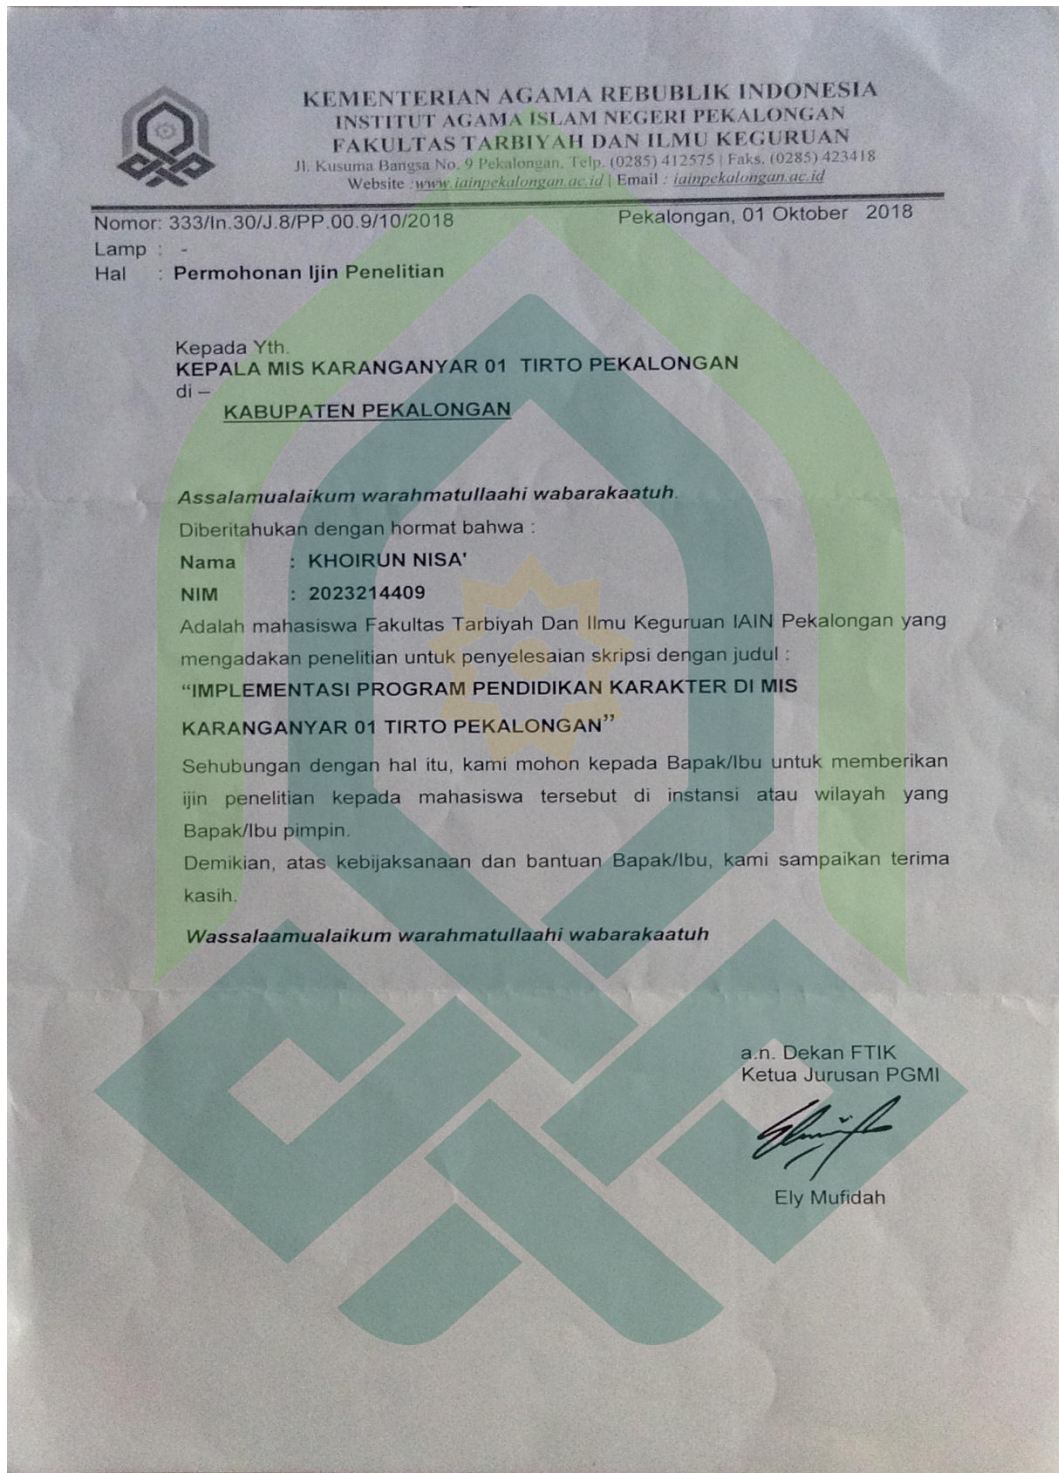 KEMENTERIAN AGAMA REBUBLIK INDONESIA
INSTITUT AGAMA ISLAM NEGERI PEKALONGAN
FAKULTAS TARBIYAH DAN ILMU KEGURUAN
Jl. Kusuma Bangsa No. 9 Pekalongan, Telp. (0285) 412575 | Faks. (0285) 423418
Website : www.iainpekalongan.ac.id | Email : iainpekalongan.ac.id
Nomor: 333/In.30/J.8/PP.00.9/10/2018 Pekalongan, 01 Oktober 2018
Lamp : -
Hal : Permohonan Ijin Penelitian
Kepada Yth.
KEPALA MIS KARANGANYAR 01 TIRTO PEKALONGAN
di –
KABUPATEN PEKALONGAN
Assalamualaikum warahmatullaahi wabarakaatuh.
Diberitahukan dengan hormat bahwa :
Nama : KHOIRUN NISA'
NIM : 2023214409
Adalah mahasiswa Fakultas Tarbiyah Dan Ilmu Keguruan IAIN Pekalongan yang
mengadakan penelitian untuk penyelesaian skripsi dengan judul :
“IMPLEMENTASI PROGRAM PENDIDIKAN KARAKTER DI MIS
KARANGANYAR 01 TIRTO PEKALONGAN”
Sehubungan dengan hal itu, kami mohon kepada Bapak/Ibu untuk memberikan
ijin penelitian kepada mahasiswa tersebut di instansi atau wilayah yang
Bapak/Ibu pimpin.
Demikian, atas kebijaksanaan dan bantuan Bapak/Ibu, kami sampaikan terima
kasih.
Wassalaamualaikum warahmatullaahi wabarakaatuh
a.n. Dekan FTIK
Ketua Jurusan PGMI
Ely Mufidah